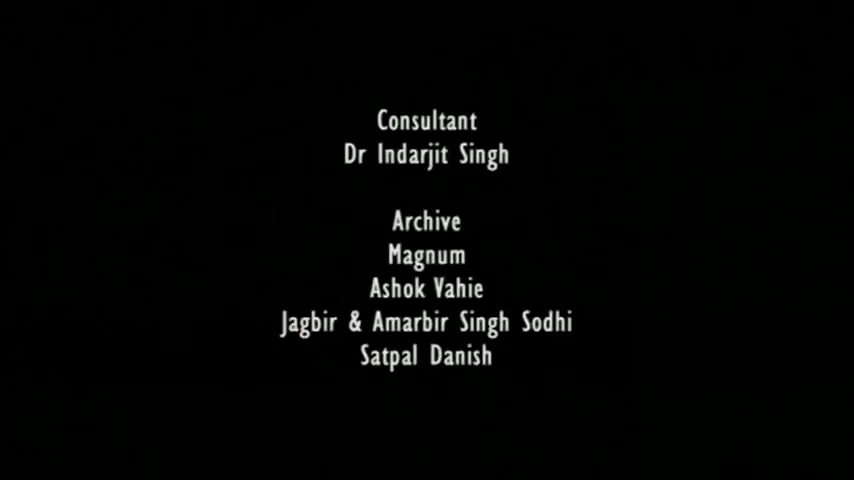 Consultant
Dr Indarjit Singh
Archive
Magnum
Ashok Vahie
Jagbir & Amarbir Singh Sodhi
Satpal Danish